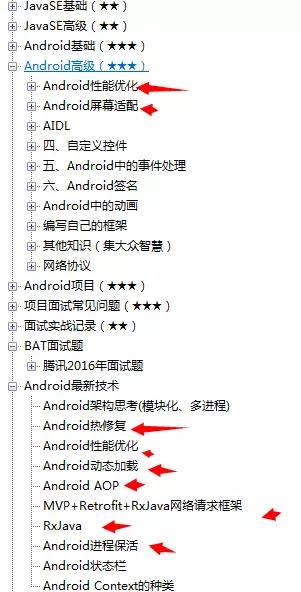 JavaSE基础（★★）
JavaSE高级（★★）
Android基础（★★★）
Android高级（★★★）
Android性能优化
Android屏幕适配
AIDL
四、自定义控件
五、Android中的事件处理
六、Android签名
Android中的动画
编写自己的框架
其他知识（集大众智慧）
网络协议
Android项目（★★★）
项目面试常见问题（★★★）
面试实战记录（★★）
BAT面试题
腾讯2016年面试题
Android最新技术
Android架构思考(模块化、多进程)
Android热修复
Android性能优化
Android动态加载
Android AOP
MVP+Retrofit+RxJava网络请求框架
RxJava
Android进程保活
Android状态栏
Android Context的种类